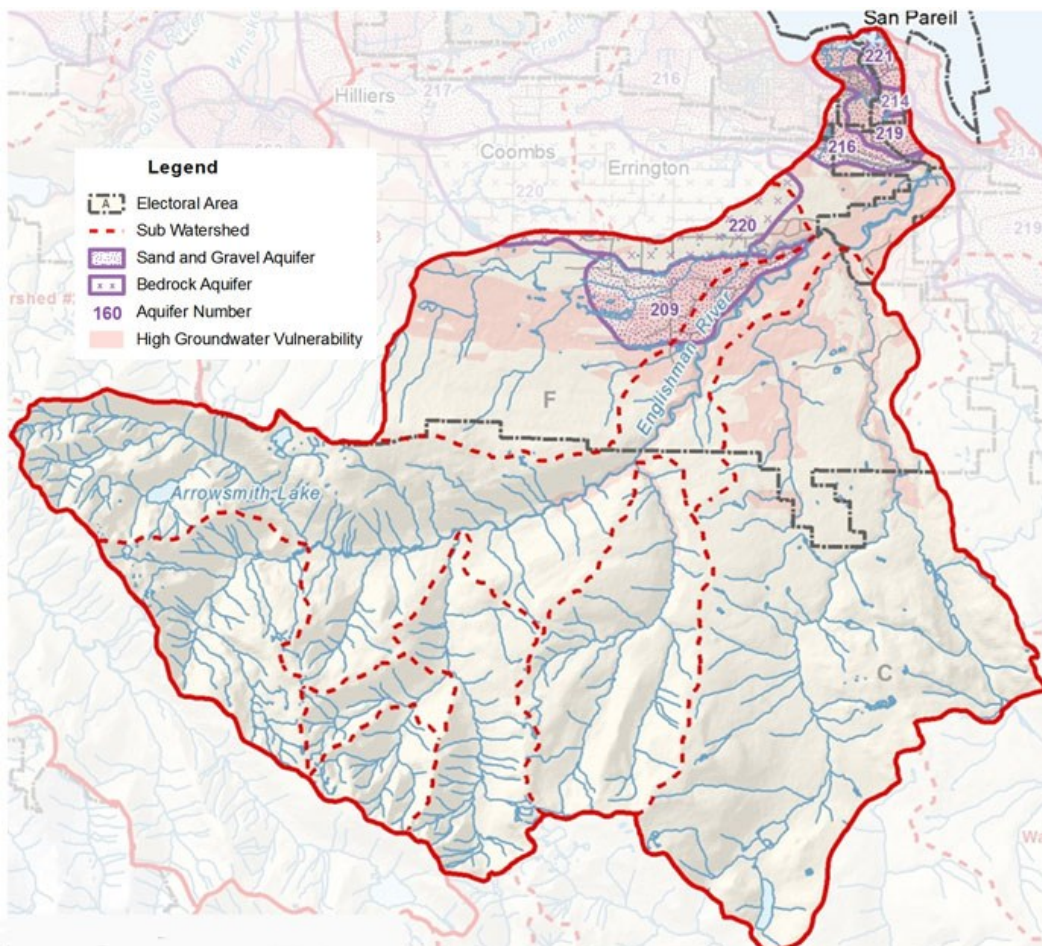 San Pareil
221
French
216
217
Hilliers
214
219
216
Coombs
Errington
214
220
220
219
209
Englishman River
F
Arrowsmith Lake
C
Legend
A
Electoral Area
Sub Watershed
Sand and Gravel Aquifer
x x
Bedrock Aquifer
160
Aquifer Number
High Groundwater Vulnerability